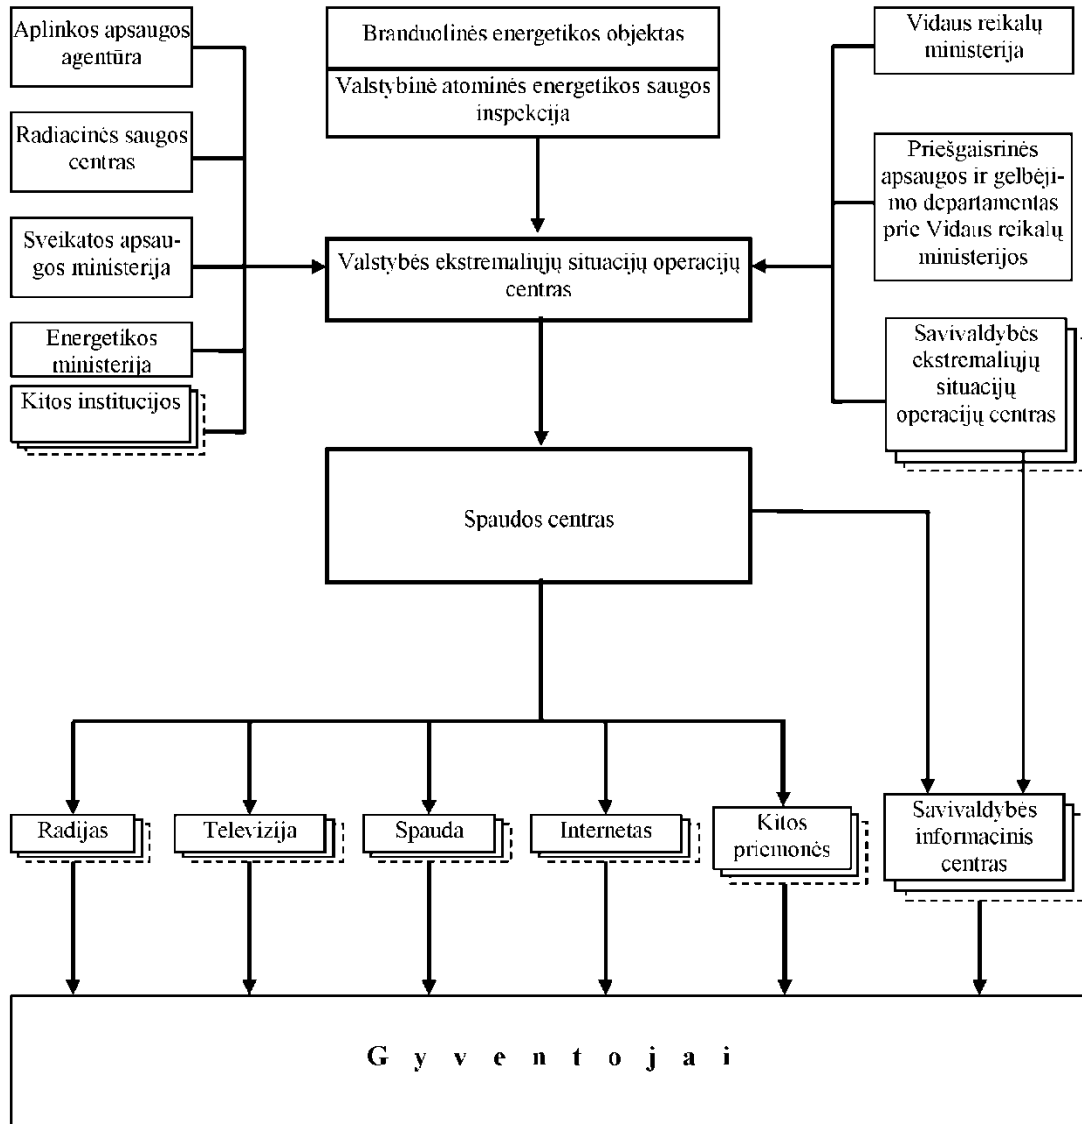 Aplinkos apsaugos
agentūra
Branduolinės energetikos objektas
Valstybinė atominės energetikos saugos
inspekcija
Vidaus reikalų
ministerija
Radiacinės saugos
centras
Priešgaisrinės
apsaugos ir gelbėji-
mo departamentas
prie Vidaus reikalų
ministerijos
Sveikatos apsau-
gos ministerija
Valstybės ekstremaliųjų situacijų operacijų
centras
Energetikos
ministerija
Kitos institucijos
Savivaldybės
ekstremaliųjų
situacijų
operacijų centras
Spaudos centras
Radijas
Televizija
Spauda
Internetas
Kitos
priemonės
Savivaldybės
informacinis
centras
G y v e n t o j a i